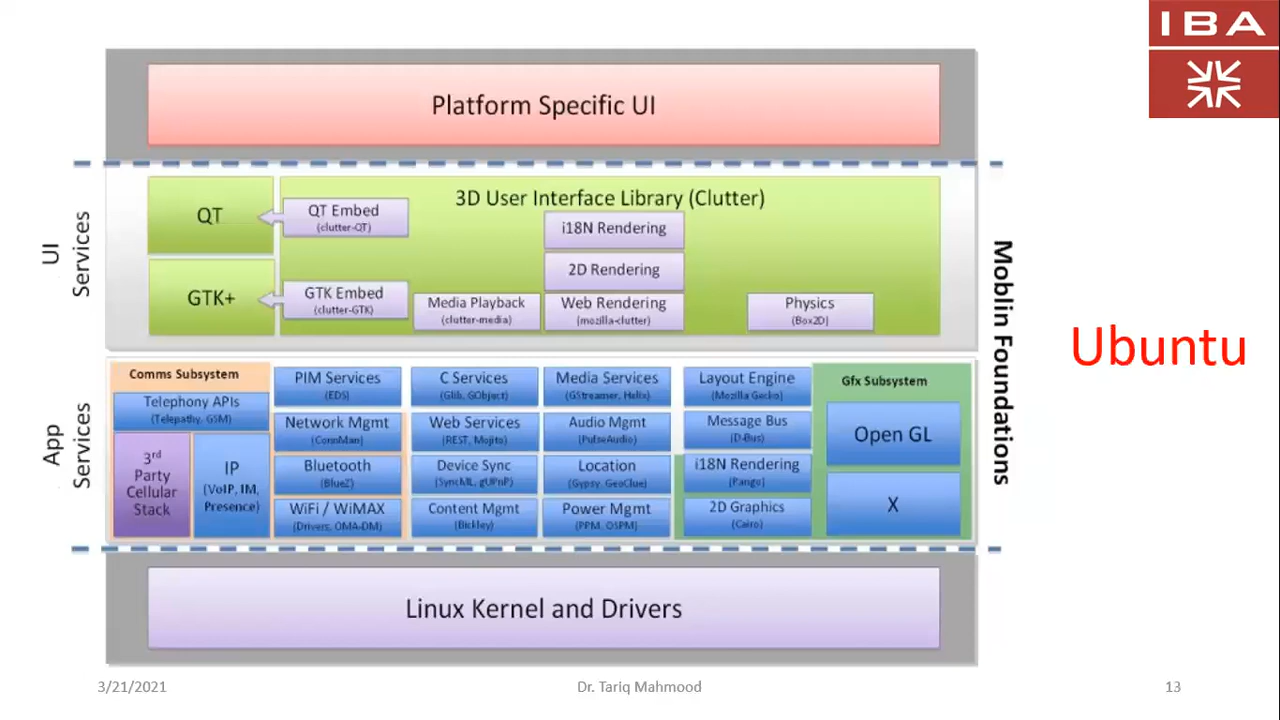 IBA
Platform Specific UI
UI
Services
QT
GTK+
3D User Interface Library (Clutter)
QT Embed
(clutter-QT)
GTK Embed
(clutter-GTK)
Media Playback
(clutter-media)
i18N Rendering
2D Rendering
Web Rendering
(mozilla-clutter)
Physics
(Box2D)
Moblin Foundations
Ubuntu
App
Services
Comms Subsystem
Telephony APIs
(Telepathy, GSM)
3rd
Party
Cellular
Stack
IP
(VoIP, IM,
Presence)
PIM Services
(EDS)
Network Mgmt
(ConnMan)
Bluetooth
(BlueZ)
WiFi / WiMAX
(Drivers, OMA-DM)
C Services
(Glib, GObject)
Web Services
(REST, Mojito)
Device Sync
(SyncML, gUPnP)
Content Mgmt
(Bickley)
Media Services
(GStreamer, Helix)
Audio Mgmt
(PulseAudio)
Location
(Gypsy, GeoClue)
Power Mgmt
(PPM, OSPM)
Layout Engine
(Mozilla Gecko)
Message Bus
(D-Bus)
i18N Rendering
(Pango)
2D Graphics
(Cairo)
Gfx Subsystem
Open GL
X
Linux Kernel and Drivers
3/21/2021
Dr. Tariq Mahmood
13